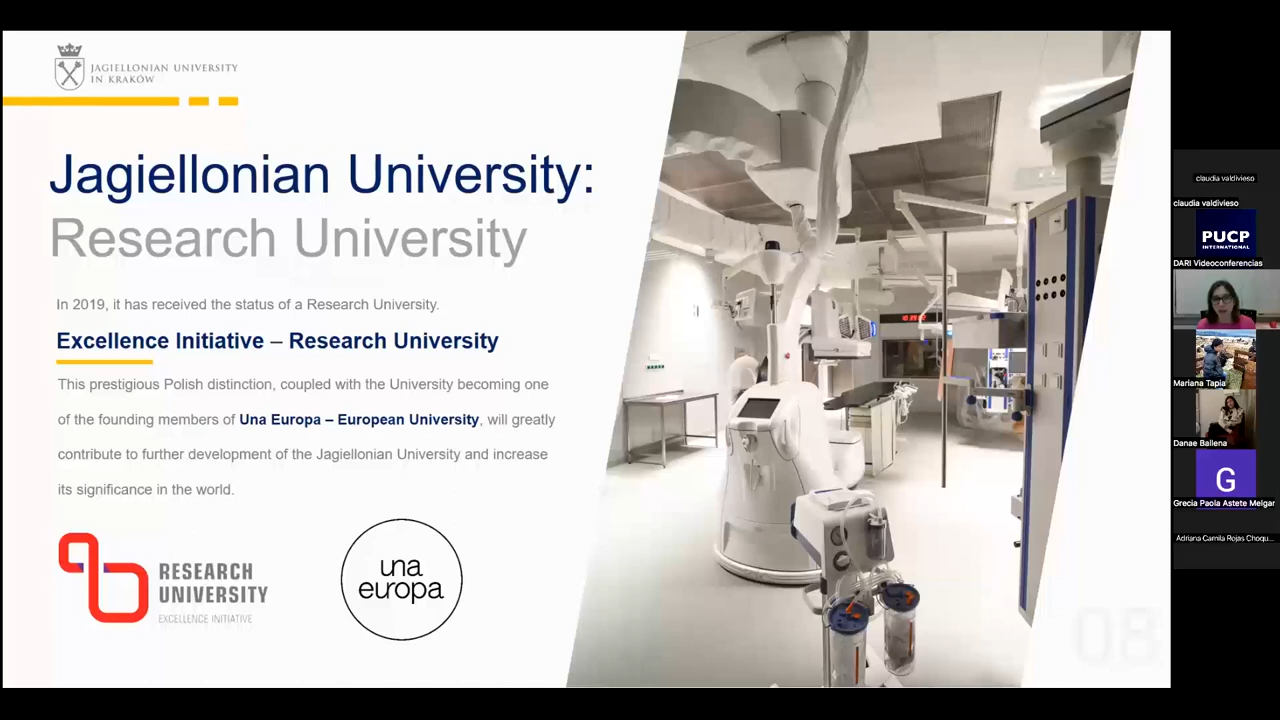 JAGIELLONIAN UNIVERSITY
IN KRAKÓW
Jagiellonian University:
Research University
In 2019, it has received the status of a Research University.
Excellence Initiative – Research University
This prestigious Polish distinction, coupled with the University becoming one
of the founding members of Una Europa – European University, will greatly
contribute to further development of the Jagiellonian University and increase
its significance in the world.
RESEARCH
UNIVERSITY
EXCELLENCE INITIATIVE
una
europa
08
claudia valdivieso
claudia valdivieso
PUCP
INTERNATIONAL
DARI Videoconferencias
Mariana Tapia
Danae Ballena
G
Grecia Paola Astete Melgar
Adriana Camila Rojas Choqu...